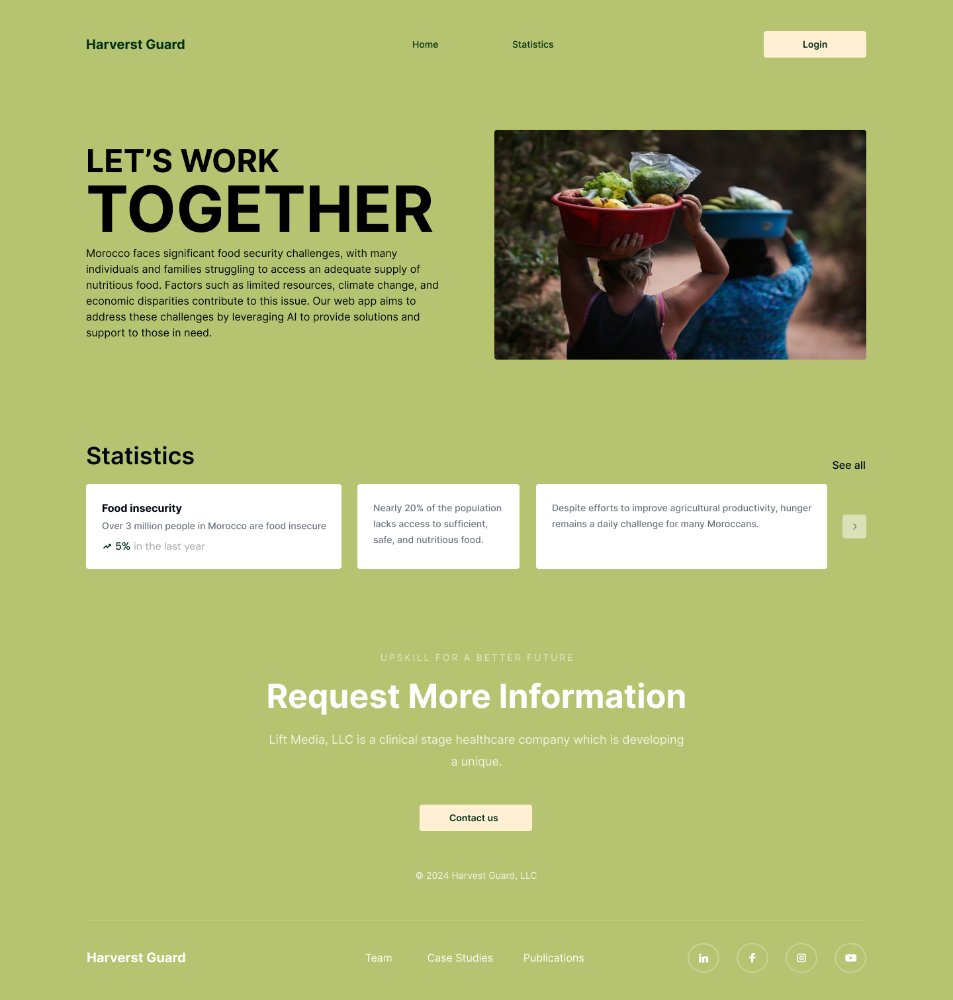 Harverst Guard
Home
Statistics
Login
LET’S WORK
TOGETHER
Morocco faces significant food security challenges, with many
individuals and families struggling to access an adequate supply of
nutritious food. Factors such as limited resources, climate change, and
economic disparities contribute to this issue. Our web app aims to
address these challenges by leveraging AI to provide solutions and
support to those in need.
Statistics
See all
Food insecurity
Over 3 million people in Morocco are food insecure
5% in the last year
Nearly 20% of the population
lacks access to sufficient,
safe, and nutritious food.
Despite efforts to improve agricultural productivity, hunger
remains a daily challenge for many Moroccans.
UPSKILL FOR A BETTER FUTURE
Request More Information
Lift Media, LLC is a clinical stage healthcare company which is developing
a unique.
Contact us
© 2024 Harvest Guard, LLC
Harverst Guard
Team
Case Studies
Publications